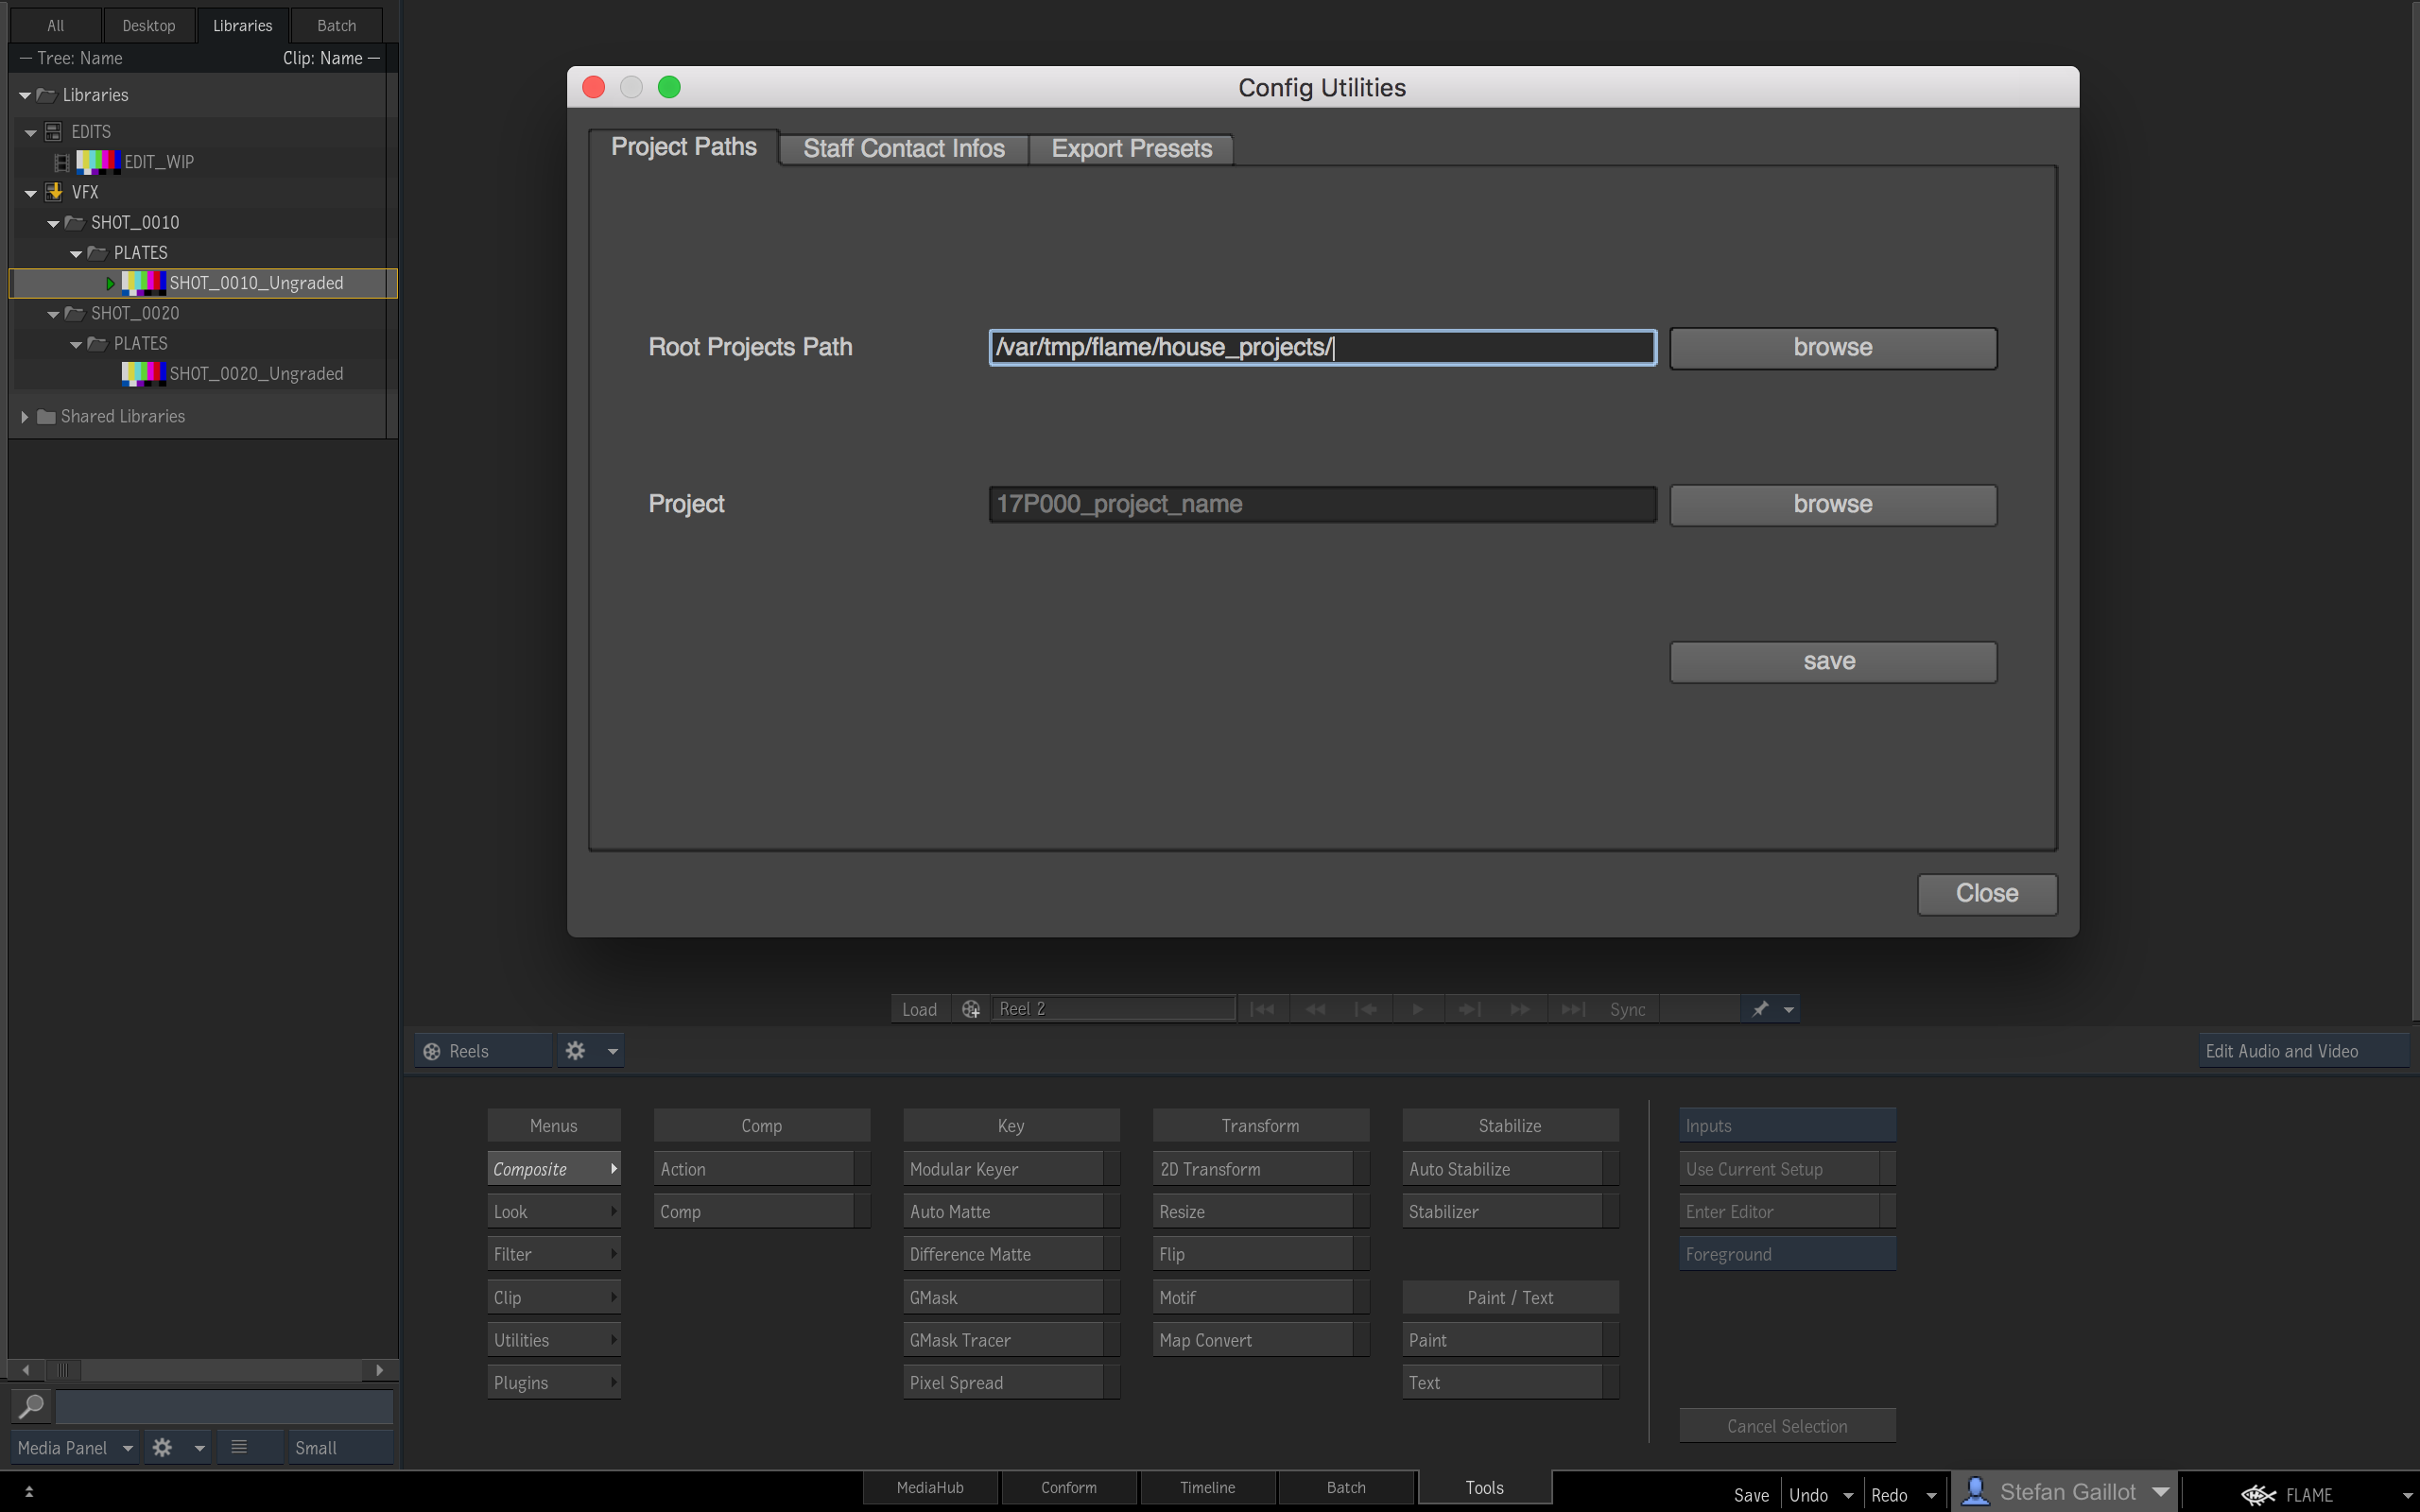 All Desktop Libraries Batch
Tree: Name Clip: Name
Libraries
EDITS
EDIT_WIP
VFX
SHOT_0010
PLATES
SHOT_0010_Ungraded
SHOT_0020
PLATES
SHOT_0020_Ungraded
Shared Libraries
Config Utilities
Project Paths Staff Contact Infos Export Presets
Root Projects Path /var/tmp/flame/house_projects/ browse
Project 17P000_project_name browse
save
Close
Load Reel 2 Sync
Reels Edit Audio and Video
Menus Comp Key Transform Stabilize Inputs
Composite Action Modular Keyer 2D Transform Auto Stabilize Use Current Setup
Look Comp Auto Matte Resize Stabilizer Enter Editor
Filter Difference Matte Flip Foreground
Clip GMask Motif Paint / Text
Utilities GMask Tracer Map Convert Paint
Plugins Pixel Spread Text
Cancel Selection
Media Panel Small
MediaHub Conform Timeline Batch Tools Save Undo Redo Stefan Gaillot FLAME